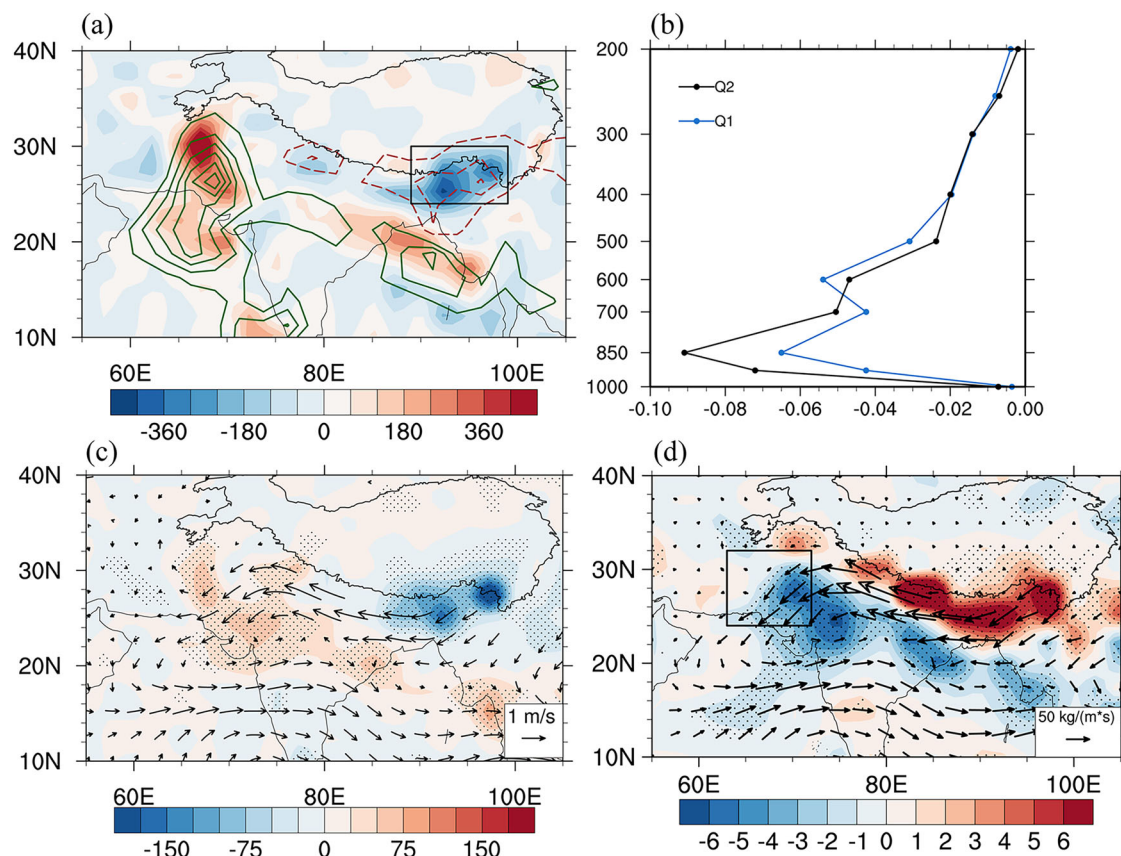 (a)
(b)
40N
30N
20N
10N
60E 80E 100E
-360 -180 0 180 360
200
300
400
500
600
700
850
1000
Q2
Q1
-0.10 -0.08 -0.06 -0.04 -0.02 0.00
(c)
(d)
40N
30N
20N
10N
1 m/s
60E 80E 100E
-150 -75 0 75 150
40N
30N
20N
10N
50 kg/(m*s)
60E 80E 100E
-6 -5 -4 -3 -2 -1 0 1 2 3 4 5 6